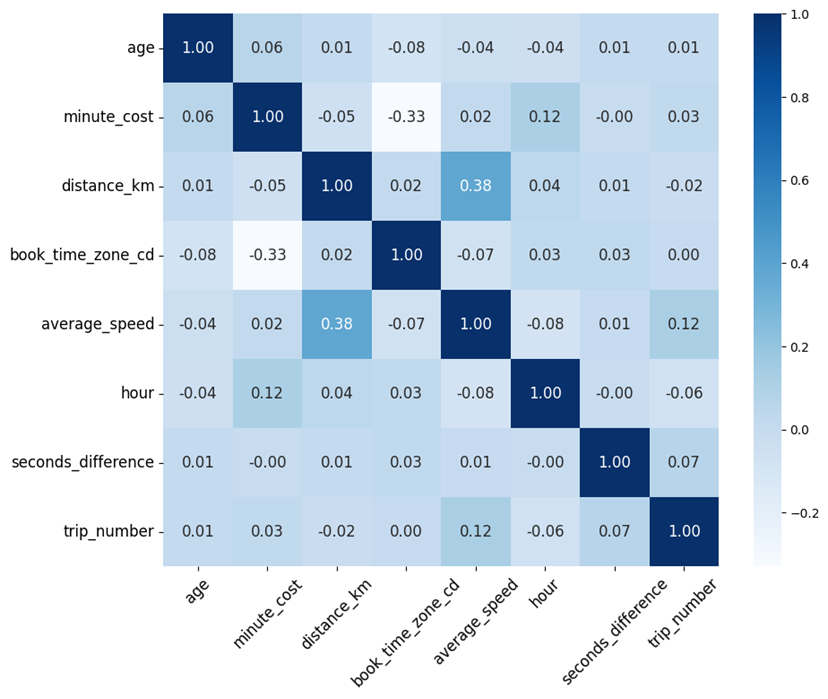 age 1.00 0.06 0.01 -0.08 -0.04 -0.04 0.01 0.01
minute_cost 0.06 1.00 -0.05 -0.33 0.02 0.12 -0.00 0.03
distance_km 0.01 -0.05 1.00 0.02 0.38 0.04 0.01 -0.02
book_time_zone_cd -0.08 -0.33 0.02 1.00 -0.07 0.03 0.03 0.00
average_speed -0.04 0.02 0.38 -0.07 1.00 -0.08 0.01 0.12
hour -0.04 0.12 0.04 0.03 -0.08 1.00 -0.00 -0.06
seconds_difference 0.01 -0.00 0.01 0.03 0.01 -0.00 1.00 0.07
trip_number 0.01 0.03 -0.02 0.00 0.12 -0.06 0.07 1.00
age minute_cost distance_km book_time_zone_cd average_speed hour seconds_difference trip_number
1.0
0.8
0.6
0.4
0.2
0.0
−0.2